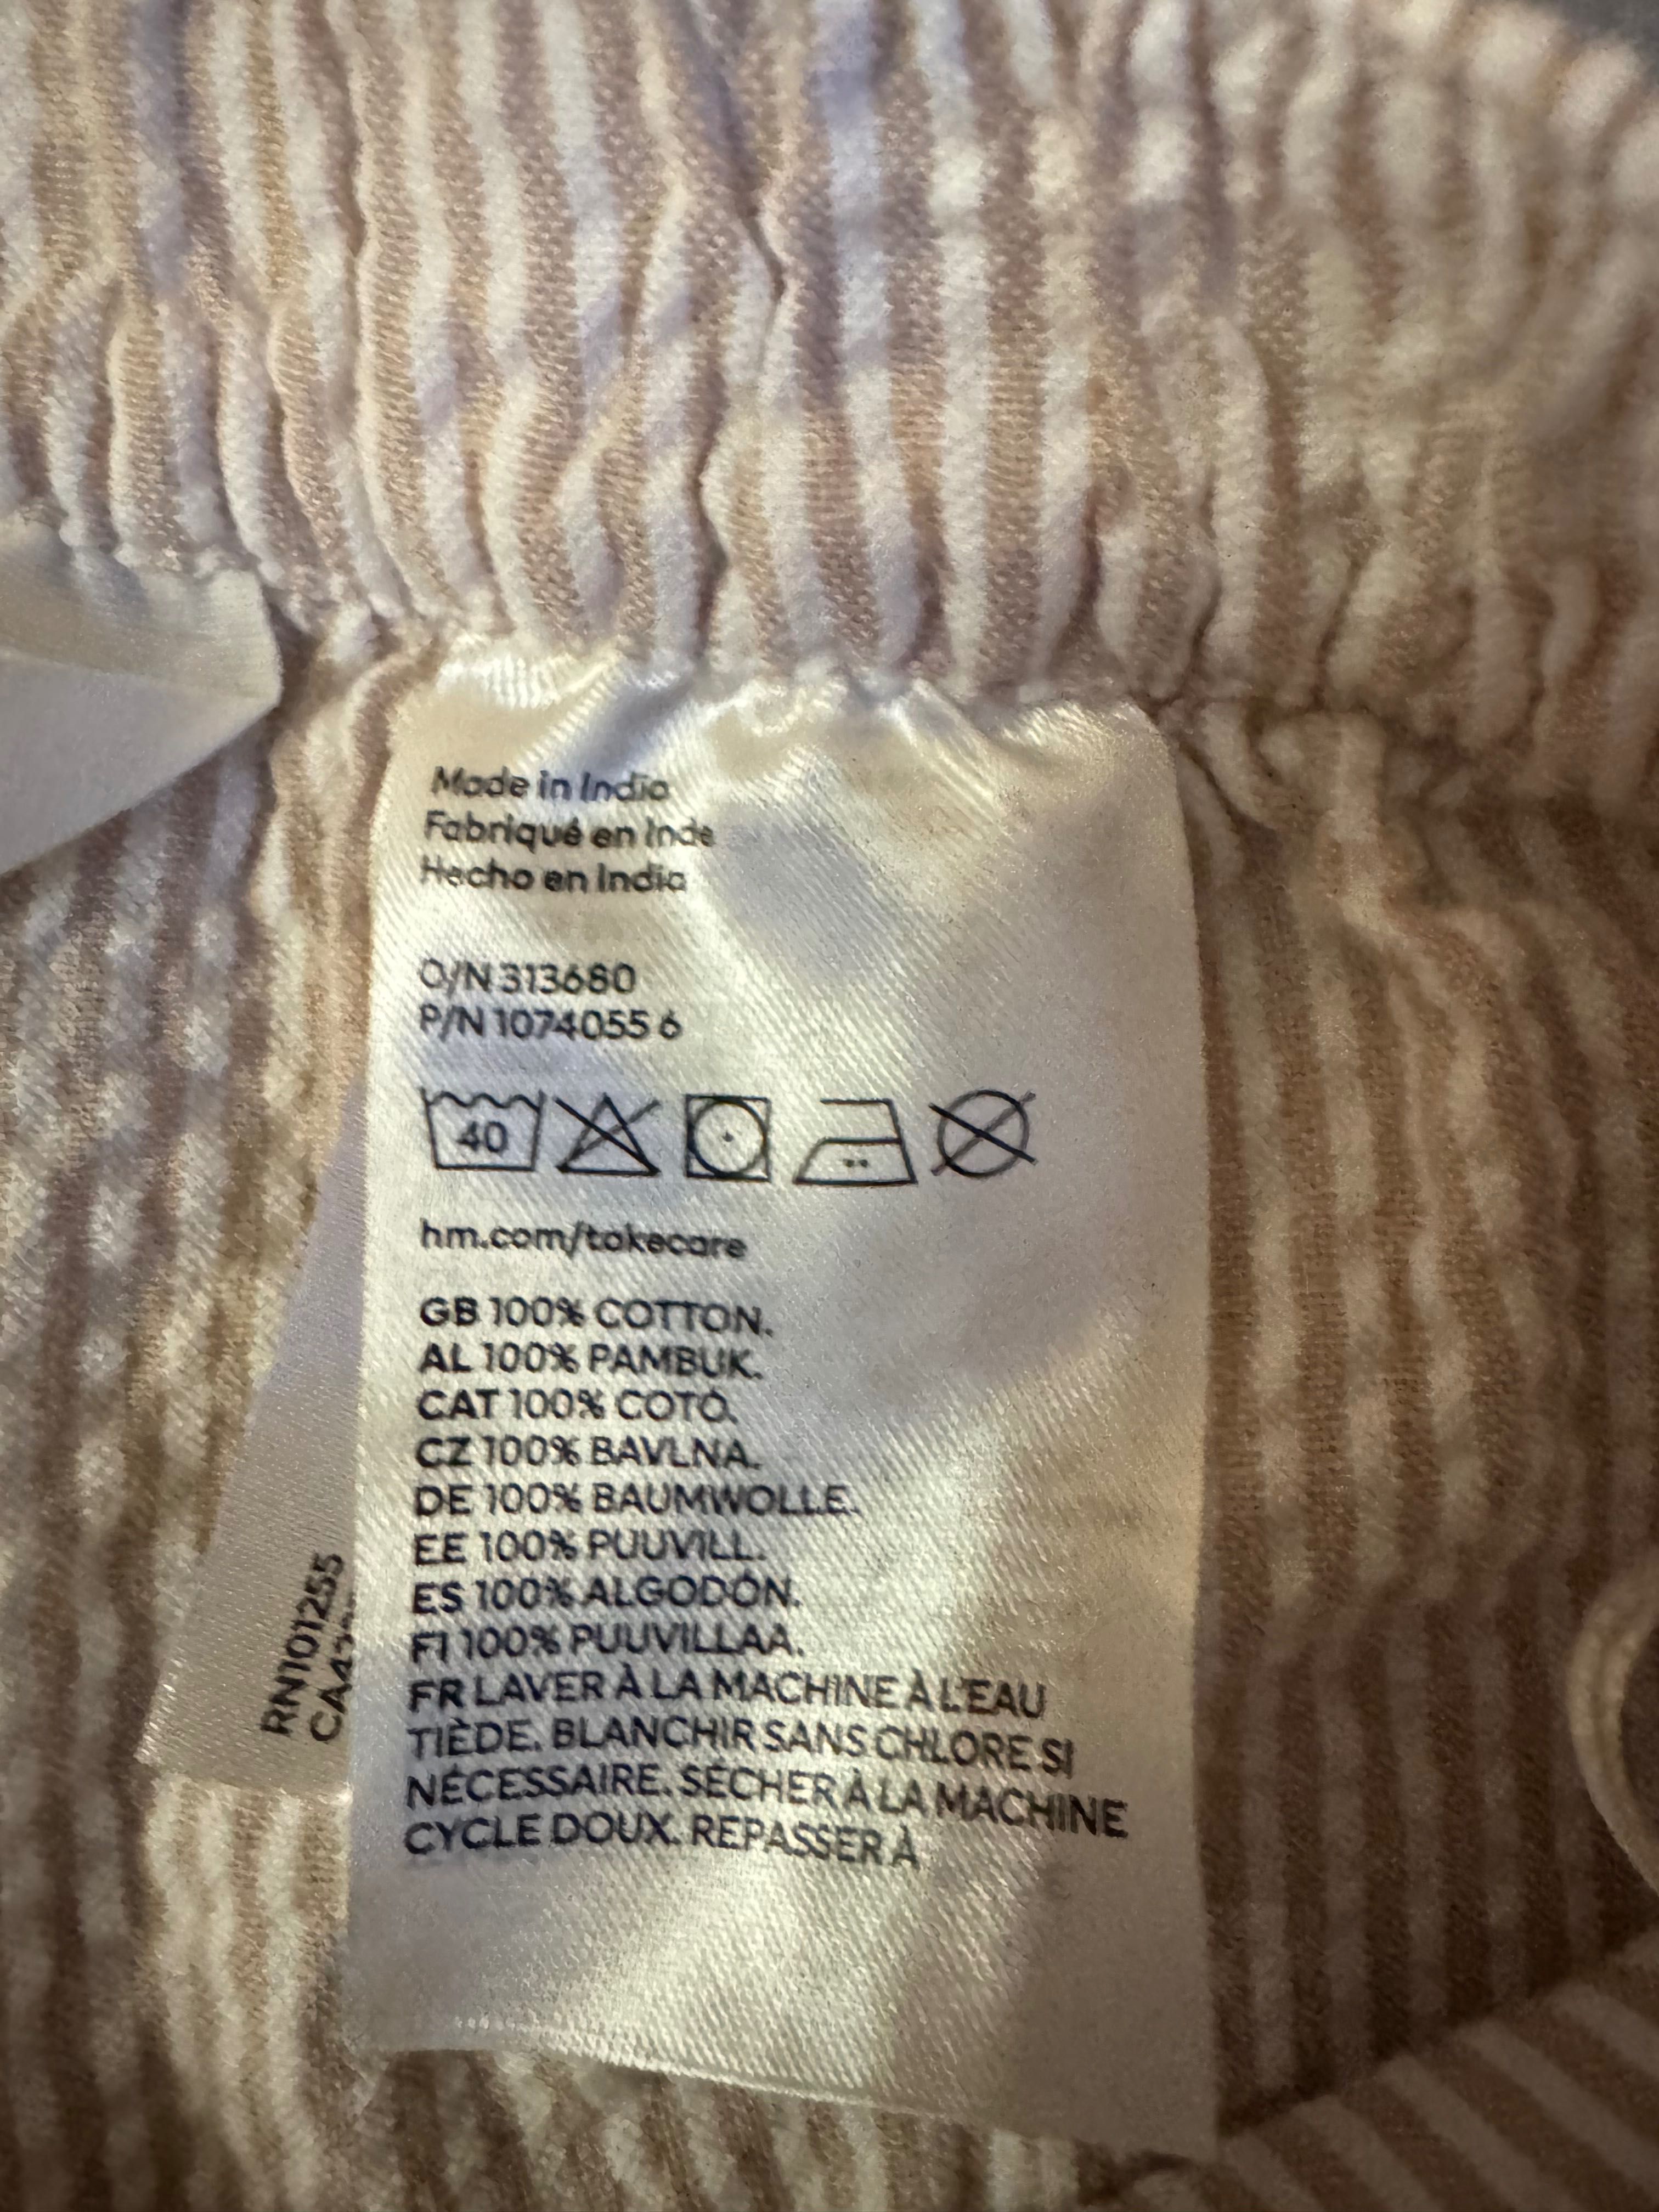 Made in India
Fabriqué en Inde
Hecho en India
O/N 313680
P/N 1074055 6
40
hm.com/takecare
GB 100% COTTON.
AL 100% PAMBUK.
CAT 100% COTÓ.
CZ 100% BAVLNA.
DE 100% BAUMWOLLE.
EE 100% PUUVILL.
ES 100% ALGODÓN.
FI 100% PUUVILLAA.
FR LAVER À LA MACHINE À L'EAU
TIÈDE. BLANCHIR SANS CHLORE SI
NÉCESSAIRE. SÉCHER À LA MACHINE
CYCLE DOUX. REPASSER À
RN101255